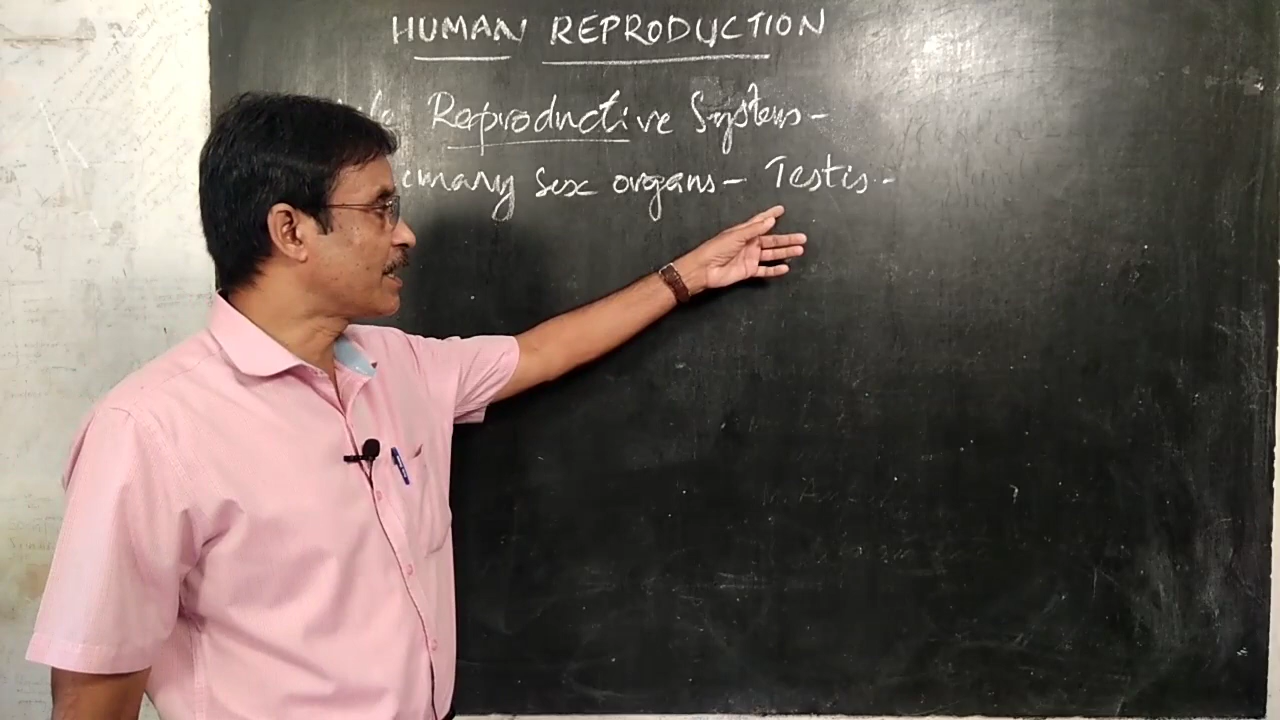 HUMAN REPRODUCTION
Reproductive System-
sex organs- Testis-